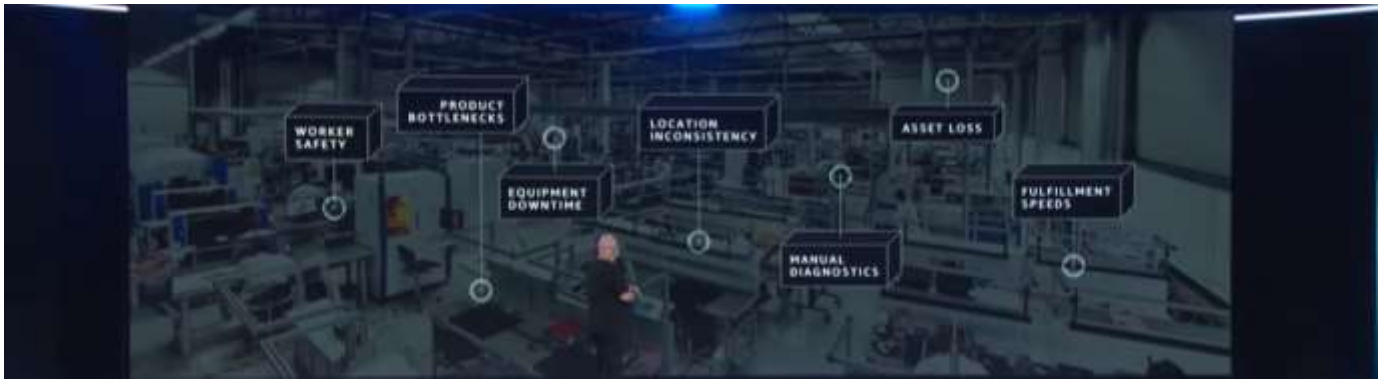 WORKER
SAFETY
PRODUCT
BOTTLENECKS
EQUIPMENT
DOWNTIME
LOCATION
INCONSISTENCY
MANUAL
DIAGNOSTICS
ASSET LOSS
FULFILLMENT
SPEEDS